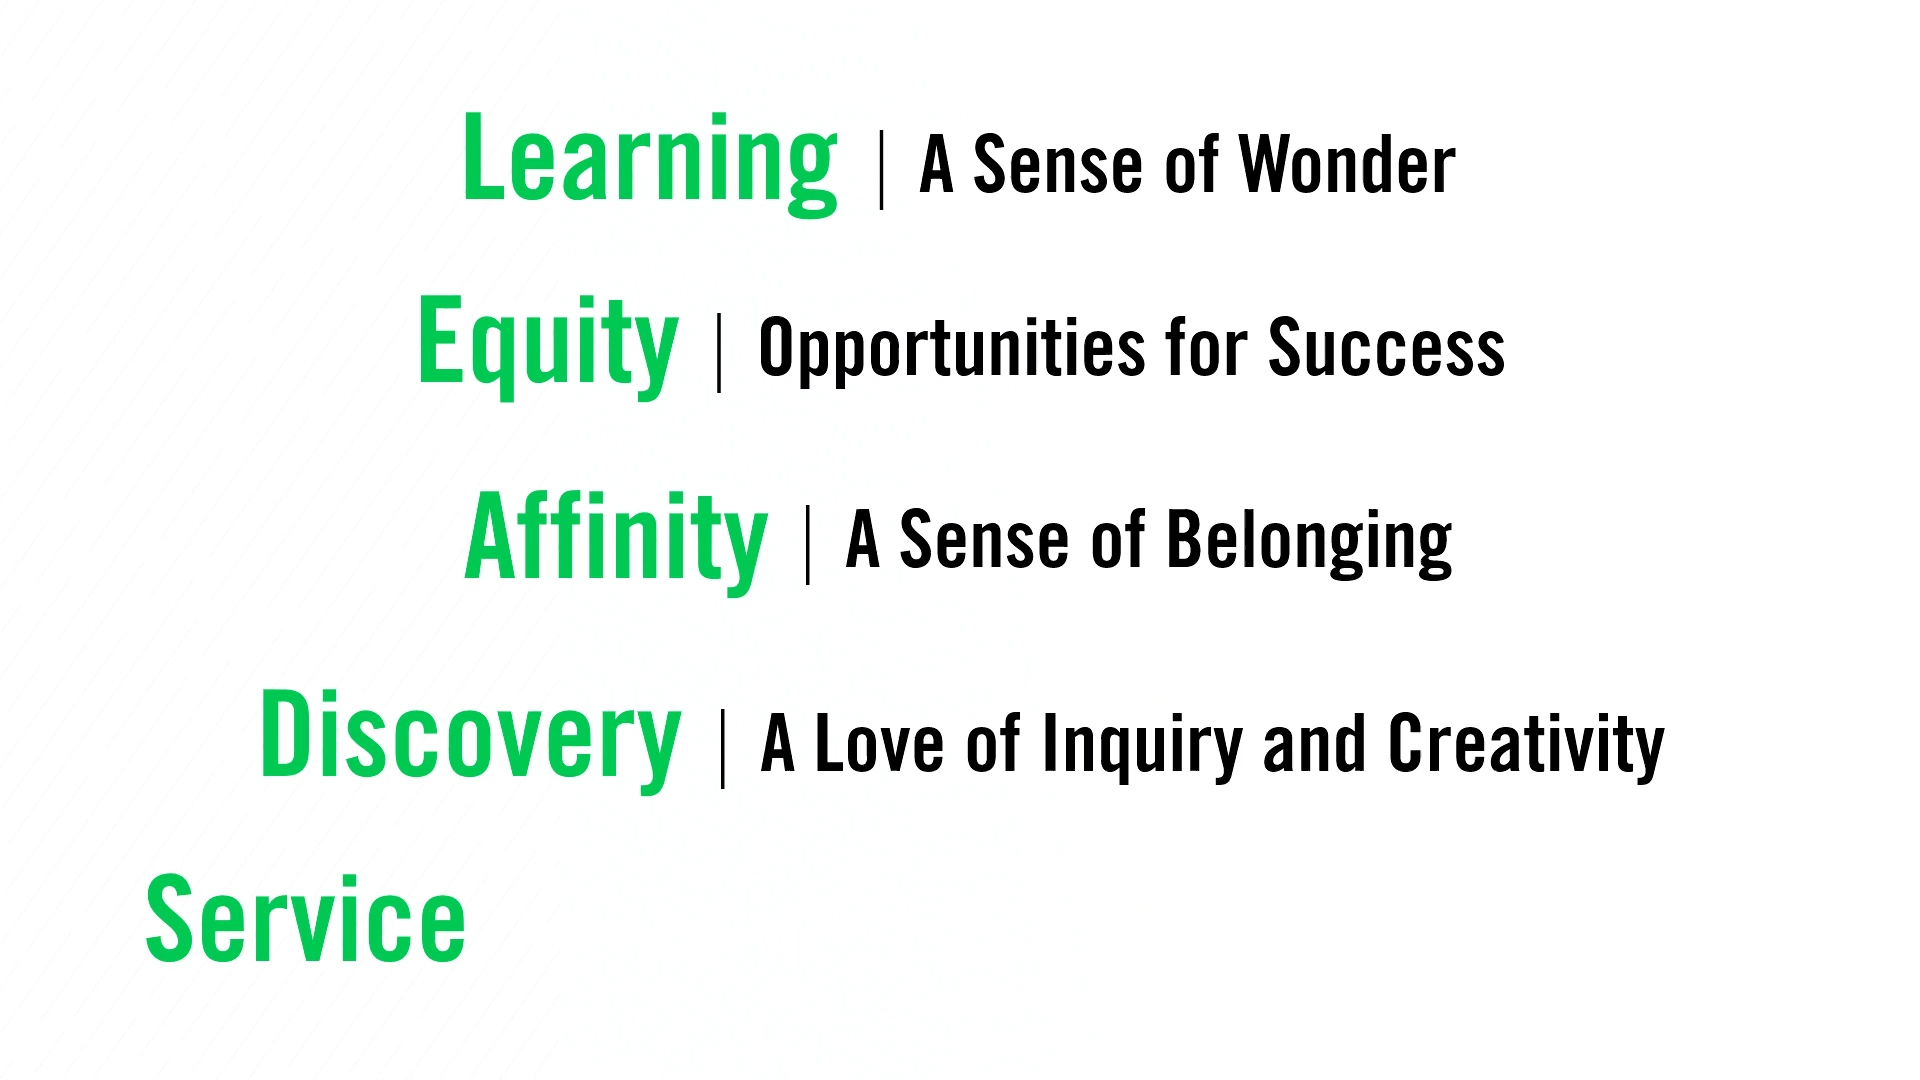 Learning | A Sense of Wonder
Equity | Opportunities for Success
Affinity | A Sense of Belonging
Discovery | A Love of Inquiry and Creativity
Service